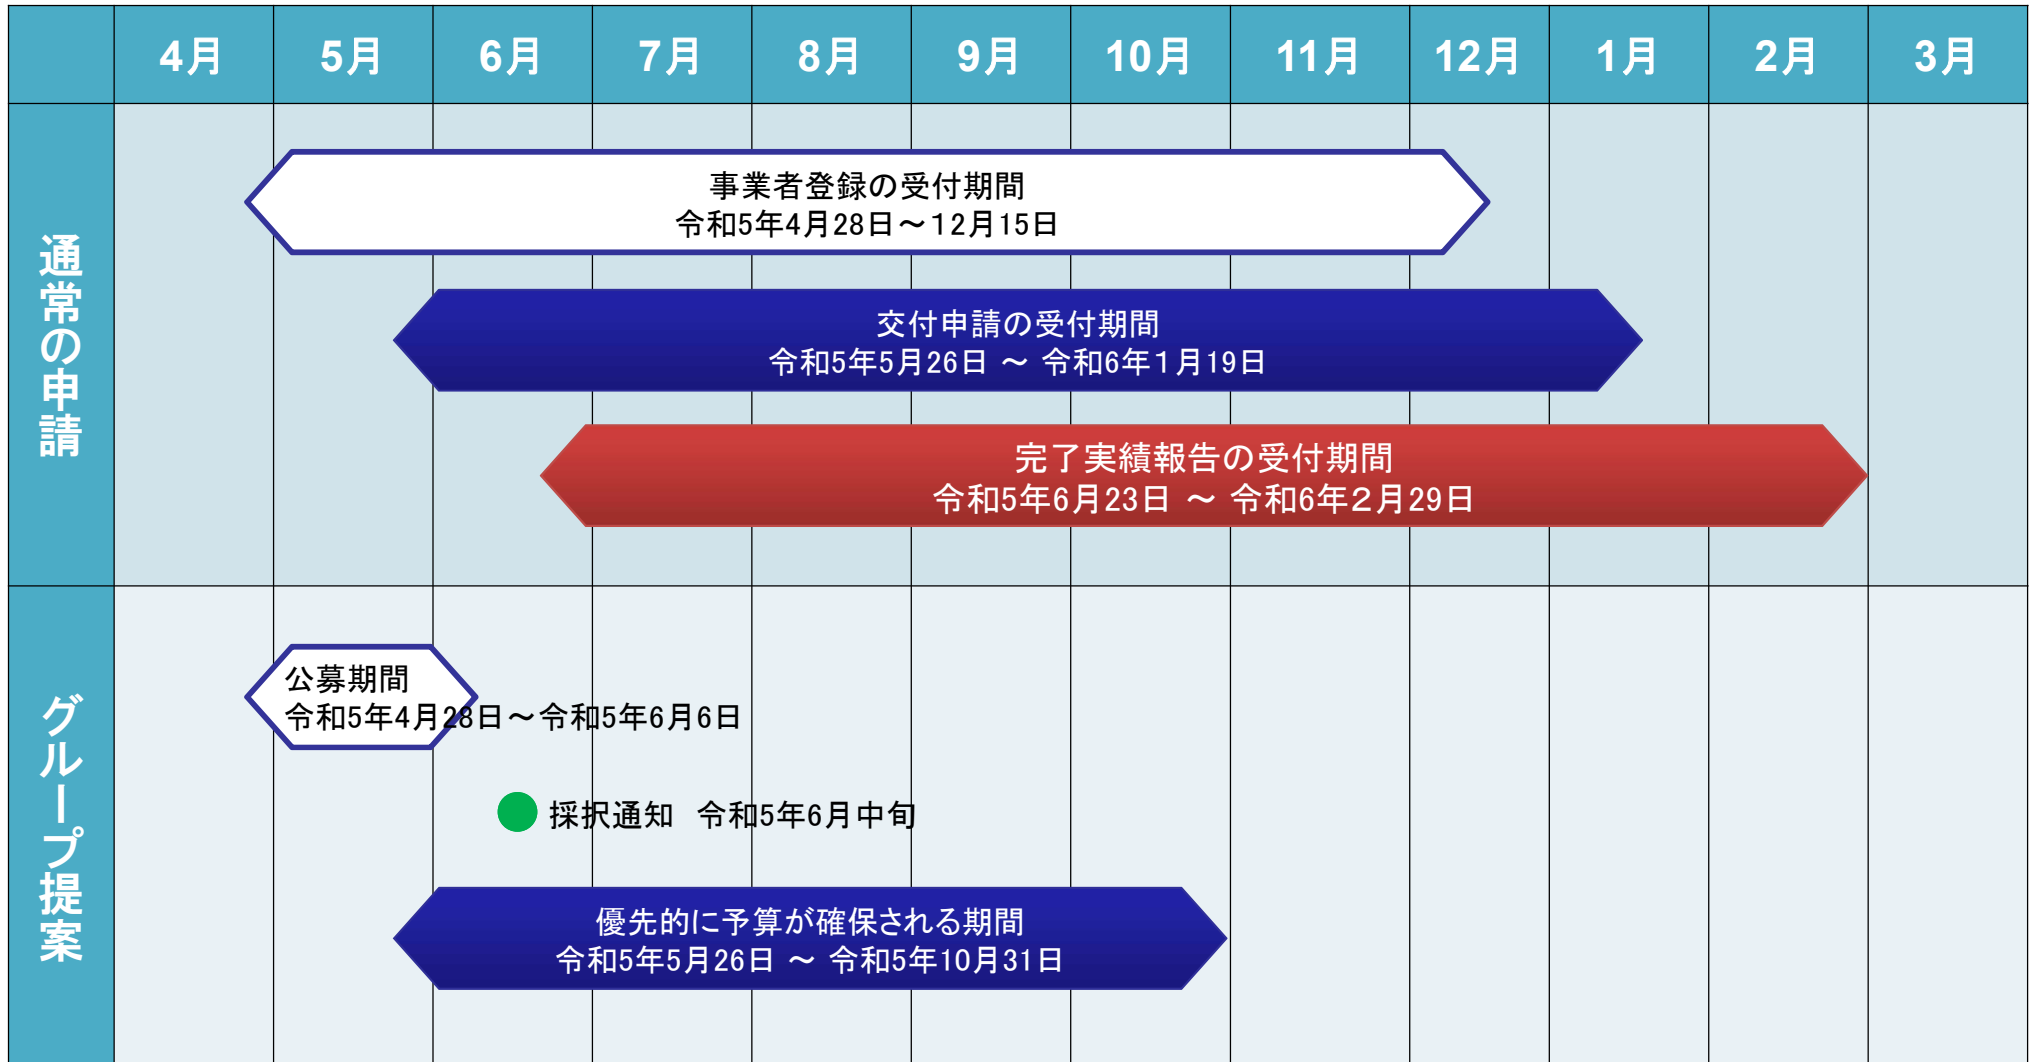 4月 5月 6月 7月 8月 9月 10月 11月 12月 1月 2月 3月
通常の申請
事業者登録の受付期間
令和5年4月28日～１2月15日
交付申請の受付期間
令和5年5月26日 ～ 令和6年１月19日
完了実績報告の受付期間
令和5年6月23日 ～ 令和6年２月29日
グループ提案
公募期間
令和5年4月28日～令和5年6月6日
採択通知　令和5年6月中旬
優先的に予算が確保される期間
令和5年5月26日 ～ 令和5年10月31日